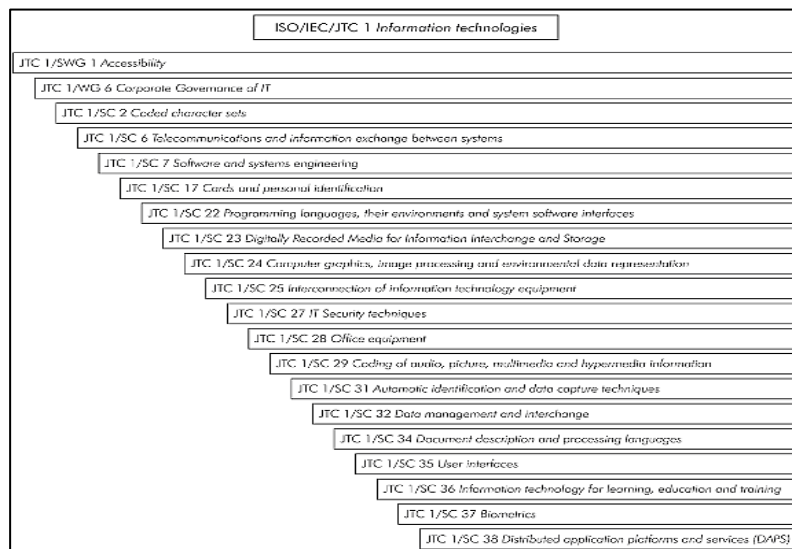 ISO/IEC/JTC 1 Information technologies
JTC 1/SWG 1 Accessibility
JTC 1/WG 6 Corporate Governance of IT
JTC 1/SC 2 Coded character sets
JTC 1/SC 6 Telecommunications and information exchange between systems
JTC 1/SC 7 Software and systems engineering
JTC 1/SC 17 Cards and personal identification
JTC 1/SC 22 Programming languages, their environments and system software interfaces
JTC 1/SC 23 Digitally Recorded Media for Information Interchange and Storage
JTC 1/SC 24 Computer graphics, image processing and environmental data representation
JTC 1/SC 25 Interconnection of information technology equipment
JTC 1/SC 27 IT Security techniques
JTC 1/SC 28 Office equipment
JTC 1/SC 29 Coding of audio, picture, multimedia and hypermedia information
JTC 1/SC 31 Automatic identification and data capture techniques
JTC 1/SC 32 Data management and interchange
JTC 1/SC 34 Document description and processing languages
JTC 1/SC 35 User interfaces
JTC 1/SC 36 Information technology for learning, education and training
JTC 1/SC 37 Biometrics
JTC 1/SC 38 Distributed application platforms and services (DAPS)